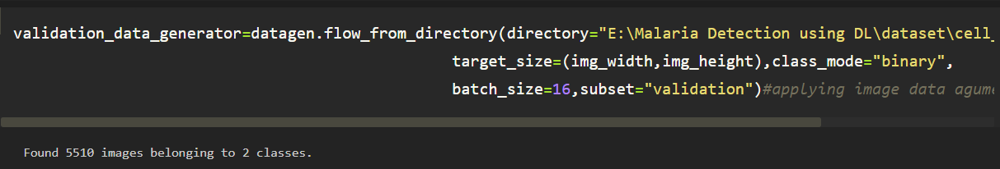 validation_data_generator=datagen.flow_from_directory(directory="E:\Malaria Detection using DL\dataset\cell_
target_size=(img_width,img_height),class_mode="binary",
batch_size=16,subset="validation")#applying image data agume
Found 5510 images belonging to 2 classes.